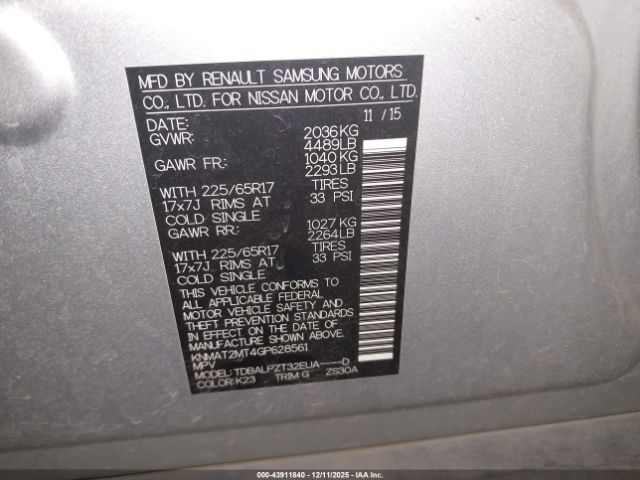 MFD BY RENAULT SAMSUNG MOTORS
CO., LTD. FOR NISSAN MOTOR CO., LTD.
DATE: 11 / 15
GVWR: 2036KG
4489LB
GAWR FR: 1040 KG
2293LB
WITH 225/65R17 TIRES
17x7J RIMS AT 33 PSI
COLD SINGLE
GAWR RR: 1027 KG
2264LB
WITH 225/65R17 TIRES
17x7J RIMS AT 33 PSI
COLD SINGLE
THIS VEHICLE CONFORMS TO
ALL APPLICABLE FEDERAL
MOTOR VEHICLE SAFETY AND
THEFT PREVENTION STANDARDS
IN EFFECT ON THE DATE OF
MANUFACTURE SHOWN ABOVE.
KNMAT2MT4GP628561
MPV
MODEL: TDBALPZT32EUA----D
COLOR:K23 TRIM:G ZS30A
000-43911840 - 12/11/2025 - IAA, Inc.